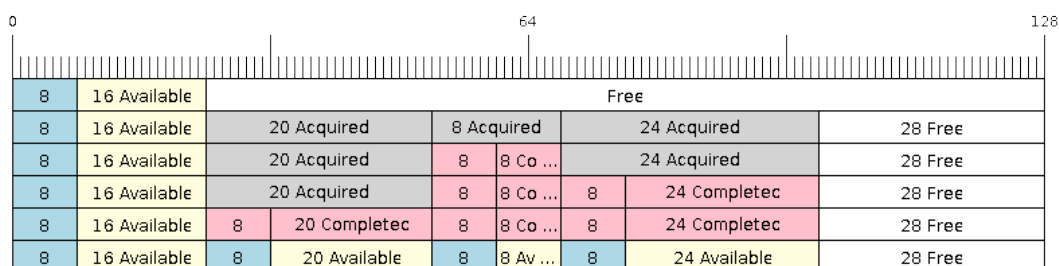 0 64 128
8 16 Available Free
8 16 Available 20 Acquired 8 Acquired 24 Acquired 28 Free
8 16 Available 20 Acquired 8 8 Co ... 24 Acquired 28 Free
8 16 Available 20 Acquired 8 8 Co ... 8 24 Completec 28 Free
8 16 Available 8 20 Completec 8 8 Co ... 8 24 Completec 28 Free
8 16 Available 8 20 Available 8 8 Av ... 8 24 Available 28 Free